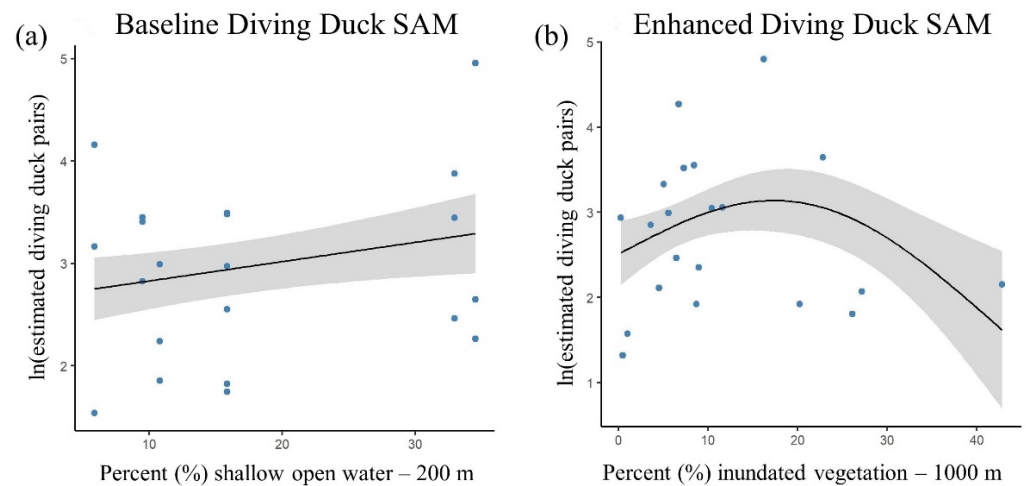 (a) Baseline Diving Duck SAM
ln(estimated diving duck pairs)
5
4
3
2
10 20 30
Percent (%) shallow open water – 200 m
(b) Enhanced Diving Duck SAM
ln(estimated diving duck pairs)
5
4
3
2
1
0 10 20 30 40
Percent (%) inundated vegetation – 1000 m